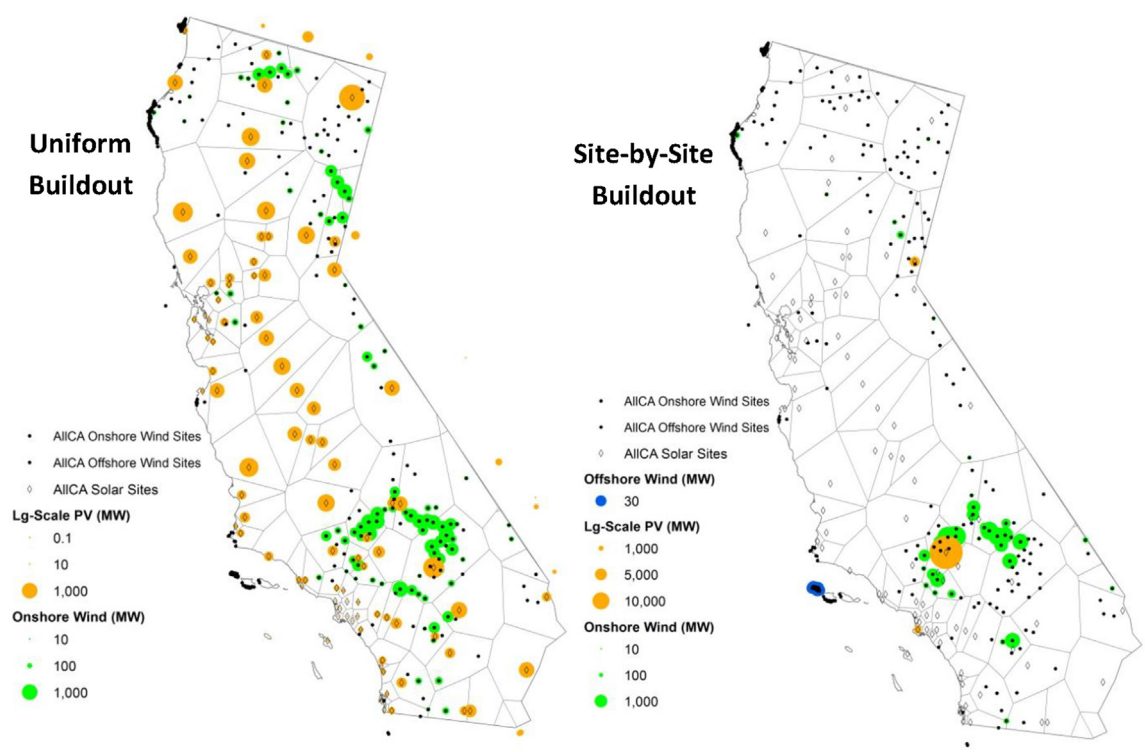 Uniform
Buildout
AllCA Onshore Wind Sites
AllCA Offshore Wind Sites
AllCA Solar Sites
Lg-Scale PV (MW)
0.1
10
1,000
Onshore Wind (MW)
10
100
1,000
Site-by-Site
Buildout
AllCA Onshore Wind Sites
AllCA Offshore Wind Sites
AllCA Solar Sites
Offshore Wind (MW)
30
Lg-Scale PV (MW)
1,000
5,000
10,000
Onshore Wind (MW)
10
100
1,000